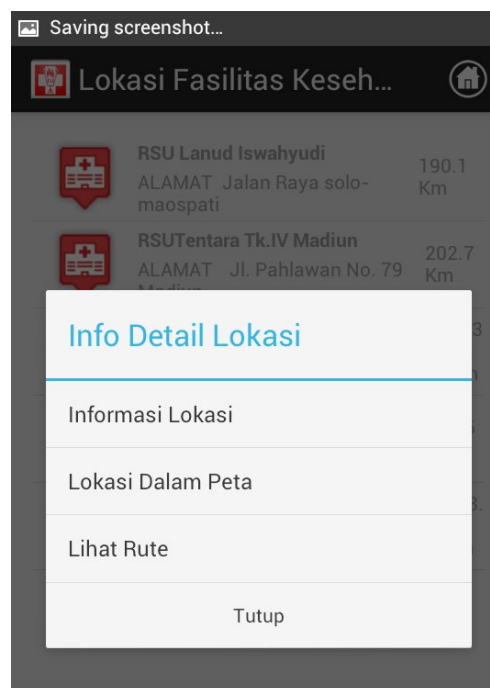 Saving screenshot...
Lokasi Fasilitas Keseh...
RSU Lanud Iswahyudi
190.1
ALAMAT Jalan Raya solo-
Km
maospati
RSUTentara Tk.IV Madiun
202.7
ALAMAT Jl. Pahlawan No. 79
Km
Info Detail Lokasi
Informasi Lokasi
Lokasi Dalam Peta
Lihat Rute
Tutup